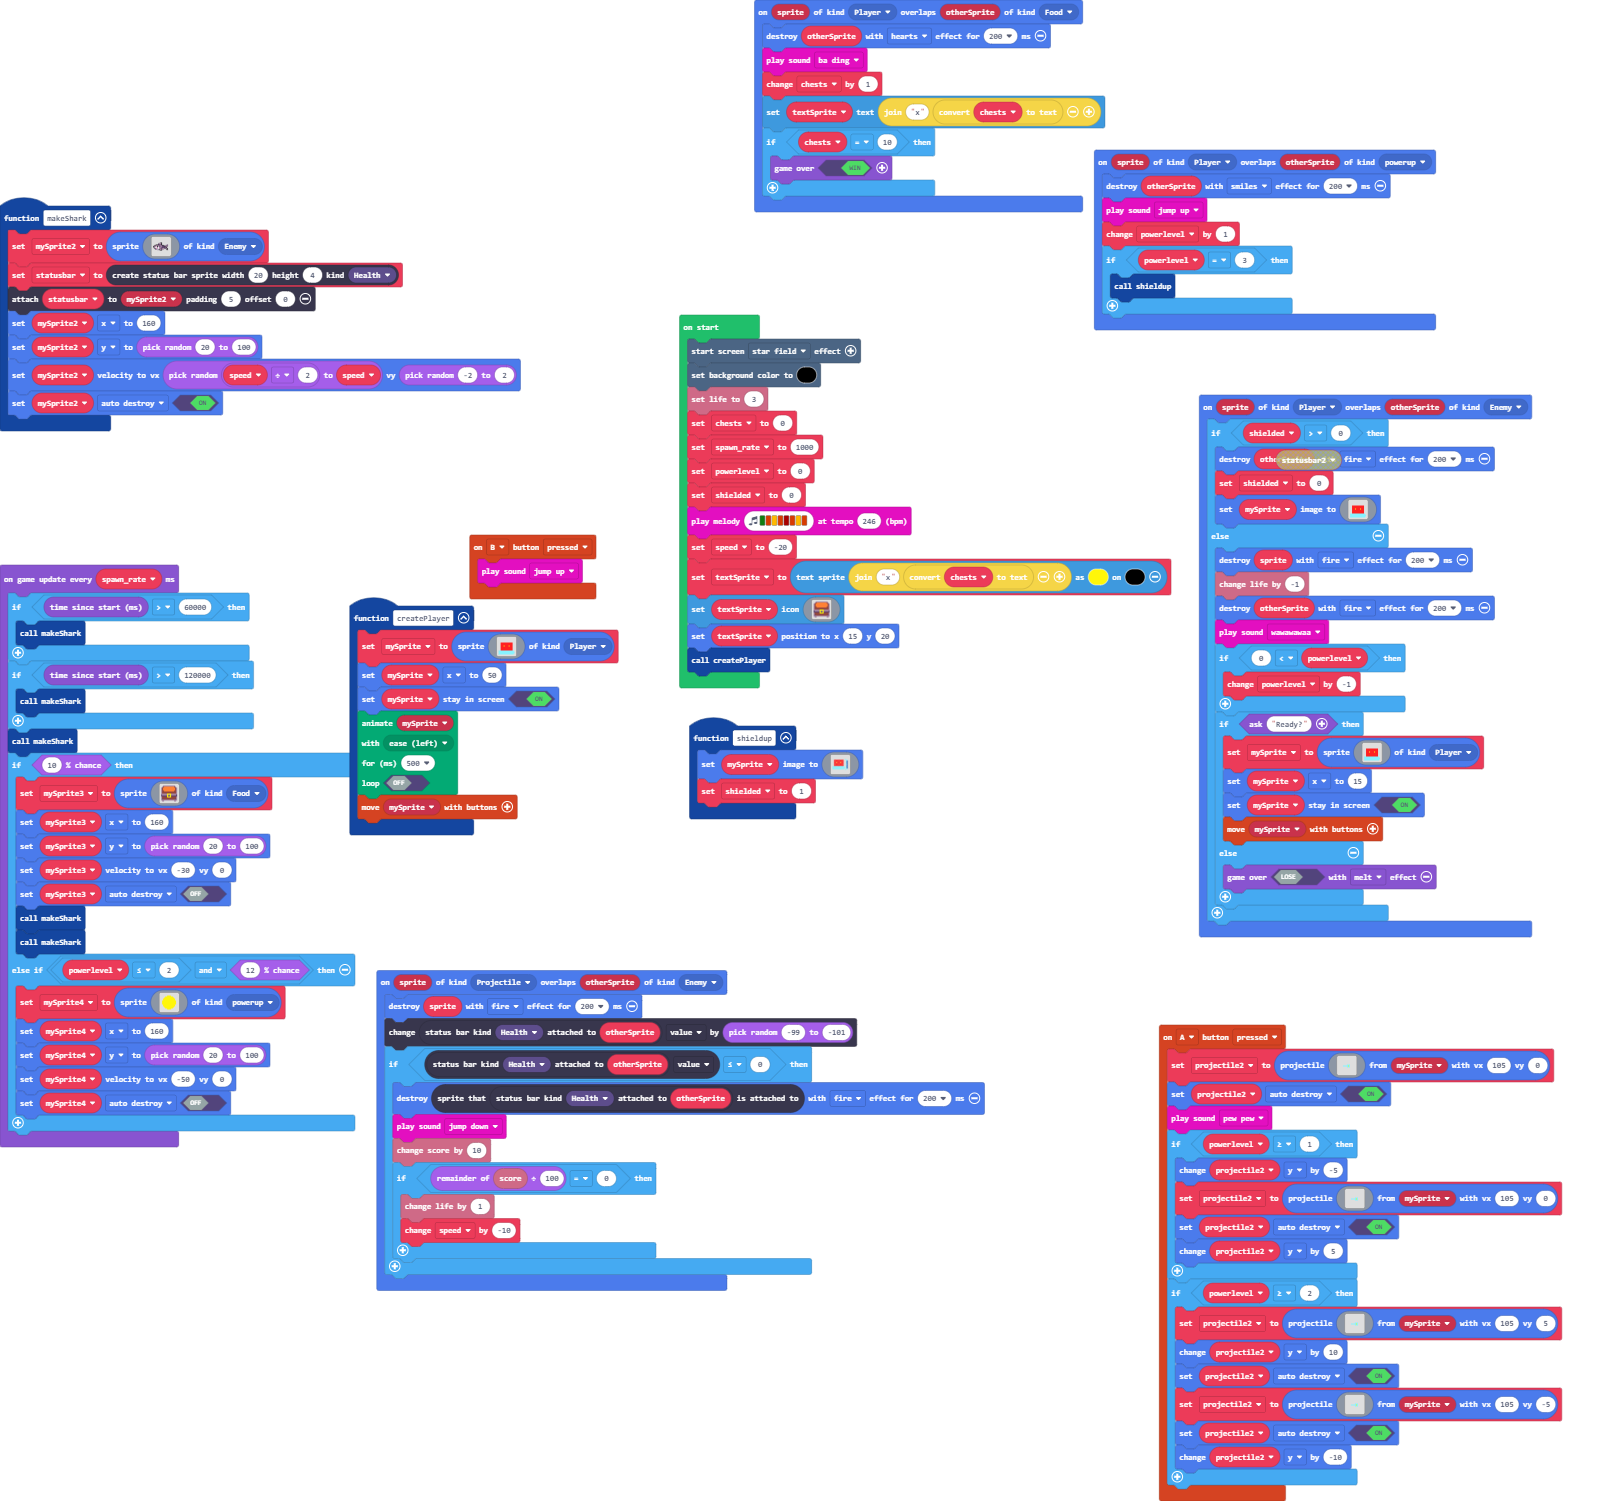 on sprite of kind Player overlaps otherSprite of kind Food
destroy otherSprite with hearts effect for 200 ms
play sound ba ding
change chests by 1
set textSprite text join "x" convert chests to text
if chests = 10 then
game over WIN
on sprite of kind Player overlaps otherSprite of kind powerup
destroy otherSprite with smiles effect for 200 ms
play sound jump up
change powerlevel by 1
if powerlevel = 3 then
call shieldup
function makeShark
set mySprite2 to sprite of kind Enemy
set statusbar to create status bar sprite width 20 height 4 kind Health
attach statusbar to mySprite2 padding 5 offset 0
set mySprite2 x to 160
set mySprite2 y to pick random 20 to 100
set mySprite2 velocity to vx pick random speed ÷ 2 to speed vy pick random -2 to 2
set mySprite2 auto destroy ON
on start
start screen star field effect
set background color to
set life to 3
set chests to 0
set spawn_rate to 1000
set powerlevel to 0
set shielded to 0
play melody at tempo 246 (bpm)
set speed to -20
set textSprite to text sprite join "x" convert chests to text as on
set textSprite icon
set textSprite position to x 15 y 20
call createPlayer
on sprite of kind Player overlaps otherSprite of kind Enemy
if shielded > 0 then
destroy othe statusbar2 fire effect for 200 ms
set shielded to 0
set mySprite image to
else
destroy sprite with fire effect for 200 ms
change life by -1
destroy otherSprite with fire effect for 200 ms
play sound wawawawaa
if 0 < powerlevel then
change powerlevel by -1
if ask "Ready?" then
set mySprite to sprite of kind Player
set mySprite x to 15
set mySprite stay in screen ON
move mySprite with buttons
else
game over LOSE with melt effect
on B button pressed
play sound jump up
on game update every spawn_rate ms
if time since start (ms) > 60000 then
call makeShark
if time since start (ms) > 120000 then
call makeShark
call makeShark
if 10 % chance then
set mySprite3 to sprite of kind Food
set mySprite3 x to 160
set mySprite3 y to pick random 20 to 100
set mySprite3 velocity to vx -30 vy 0
set mySprite3 auto destroy OFF
call makeShark
call makeShark
else if powerlevel ≤ 2 and 12 % chance then
set mySprite4 to sprite of kind powerup
set mySprite4 x to 160
set mySprite4 y to pick random 20 to 100
set mySprite4 velocity to vx -50 vy 0
set mySprite4 auto destroy OFF
function createPlayer
set mySprite to sprite of kind Player
set mySprite x to 50
set mySprite stay in screen ON
animate mySprite
with ease (left)
for (ms) 500
loop OFF
move mySprite with buttons
function shieldup
set mySprite image to
set shielded to 1
on sprite of kind Projectile overlaps otherSprite of kind Enemy
destroy sprite with fire effect for 200 ms
change status bar kind Health attached to otherSprite value by pick random -99 to -101
if status bar kind Health attached to otherSprite value ≤ 0 then
destroy sprite that status bar kind Health attached to otherSprite is attached to with fire effect for 200 ms
play sound jump down
change score by 10
if remainder of score ÷ 100 = 0 then
change life by 1
change speed by -10
on A button pressed
set projectile2 to projectile from mySprite with vx 105 vy 0
set projectile2 auto destroy ON
play sound pew pew
if powerlevel ≥ 1 then
change projectile2 y by -5
set projectile2 to projectile from mySprite with vx 105 vy 0
set projectile2 auto destroy ON
change projectile2 y by 5
if powerlevel ≥ 2 then
set projectile2 to projectile from mySprite with vx 105 vy 5
change projectile2 y by 10
set projectile2 auto destroy ON
set projectile2 to projectile from mySprite with vx 105 vy -5
set projectile2 auto destroy ON
change projectile2 y by -10